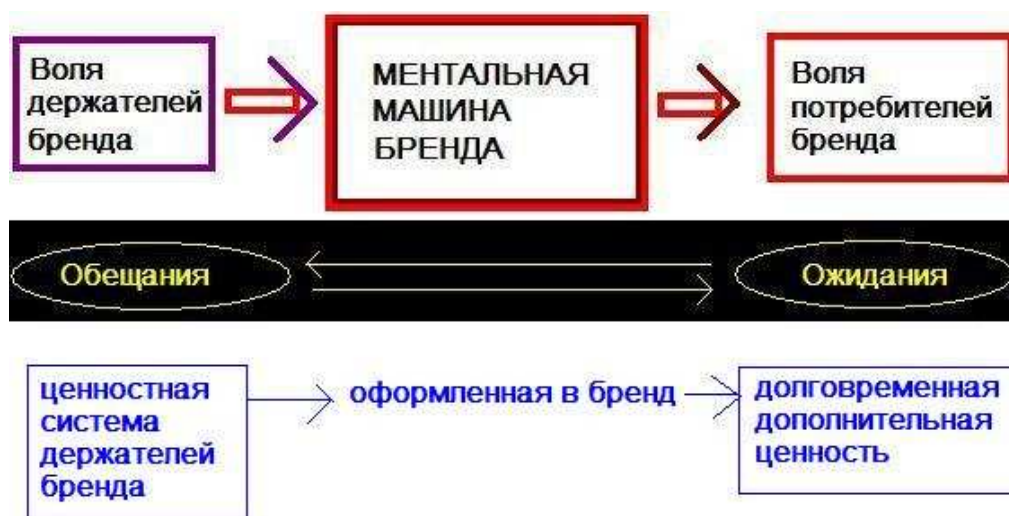 Воля
держателей
бренда
МЕНТАЛЬНАЯ
МАШИНА
БРЕНДА
Воля
потребителей
бренда
Обещания
Ожидания
ценностная
система
держателей
бренда
оформленная в бренд
долговременная
дополнительная
ценность